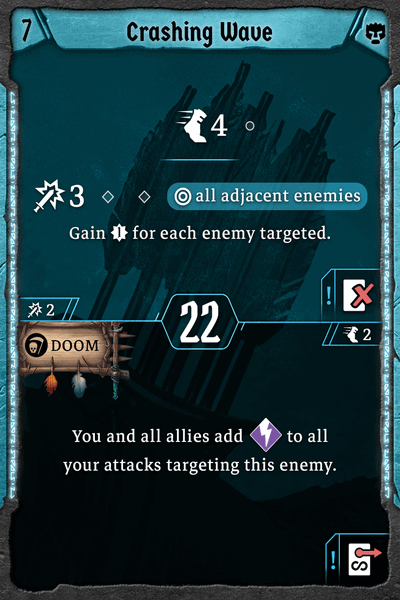 7 Crashing Wave
4
3 all adjacent enemies
Gain 1 for each enemy targeted.
!
2
22
2
DOOM
You and all allies add to all
your attacks targeting this enemy.
!